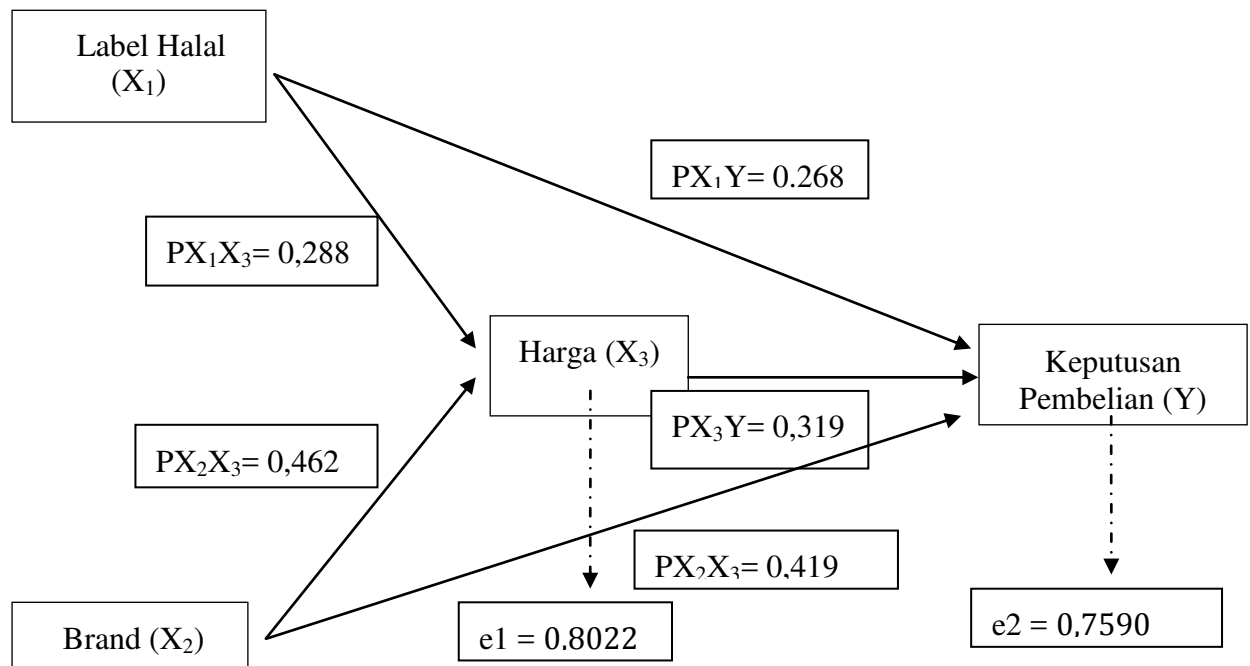 Label Halal
(X₁)
PX₁Y= 0.268
PX₁X₃= 0,288
Harga (X₃)
Keputusan
Pembelian (Y)
PX₃Y= 0,319
PX₂X₃= 0,462
PX₂X₃= 0,419
Brand (X₂)
e1 = 0.8022
e2 = 0,7590